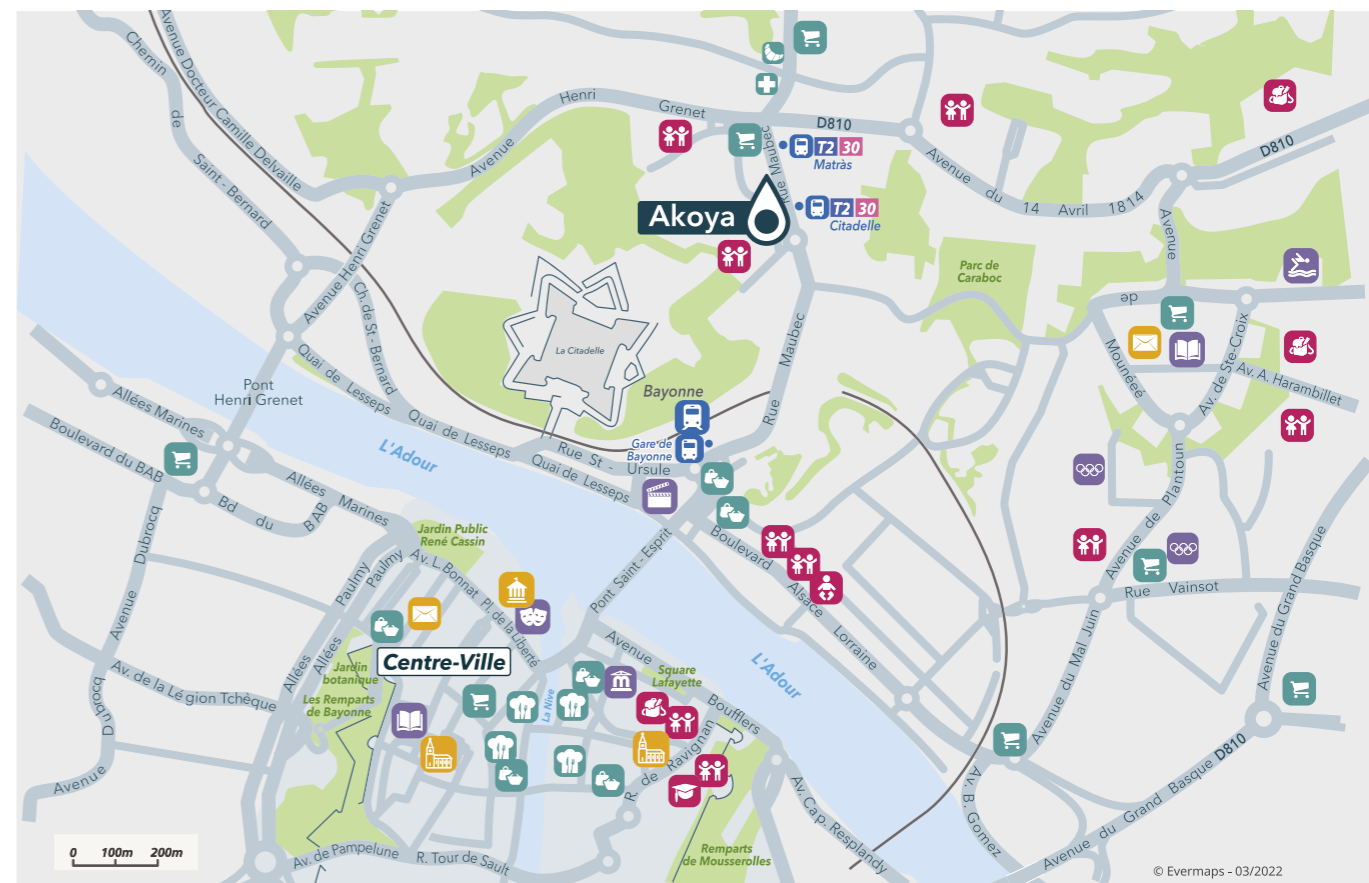 Avenue Docteur Camille Delvaille
Chemin de Saint - Bernard
Avenue Henri Grenet
D810
Rue Maubec
T2 30
Matràs
T2 30
Citadelle
Akoya
Avenue du 14 Avril 1814
D810
Avenue de Mounéeé
Parc de
Caraboc
Avenue Henri Grenet
Ch. de St - Bernard
La Citadelle
Bayonne
Rue Maubec
Av. de Ste-Croix
Av. A. Harambillet
Pont
Henri Grenet
Allées Marines
Boulevard du BAB
Quai de Lesseps
Quai de Lesseps
L'Adour
Rue St - Ursule
Quai de Lesseps
Gare de
Bayonne
Bd du BAB
Allées Marines
Jardin Public
René Cassin
Avenue Dubrocq
Allées Paulmy
Allées Paulmy
Av. L. Bonnat
Pl. de la Liberté
Pont Saint - Esprit
Boulevard Alsace Lorraine
Avenue de Plantoun
Rue Vainsot
Avenue du Grand Basque
Centre-Ville
Jardin
botanique
Les Remparts
de Bayonne
Av. de la Légion Tchèque
Dubrocq
Avenue
La Nive
Avenue Boufflers
Square
Lafayette
L'Adour
R. de Ravignan
Avenue du Mal Juin
Av. B. Gomez
Avenue du Grand Basque D810
Av. Cap. Resplandy
Remparts
de Mousserolles
Av. de Pampelune
R. Tour de Sault
0 100m 200m
© Evermaps - 03/2022